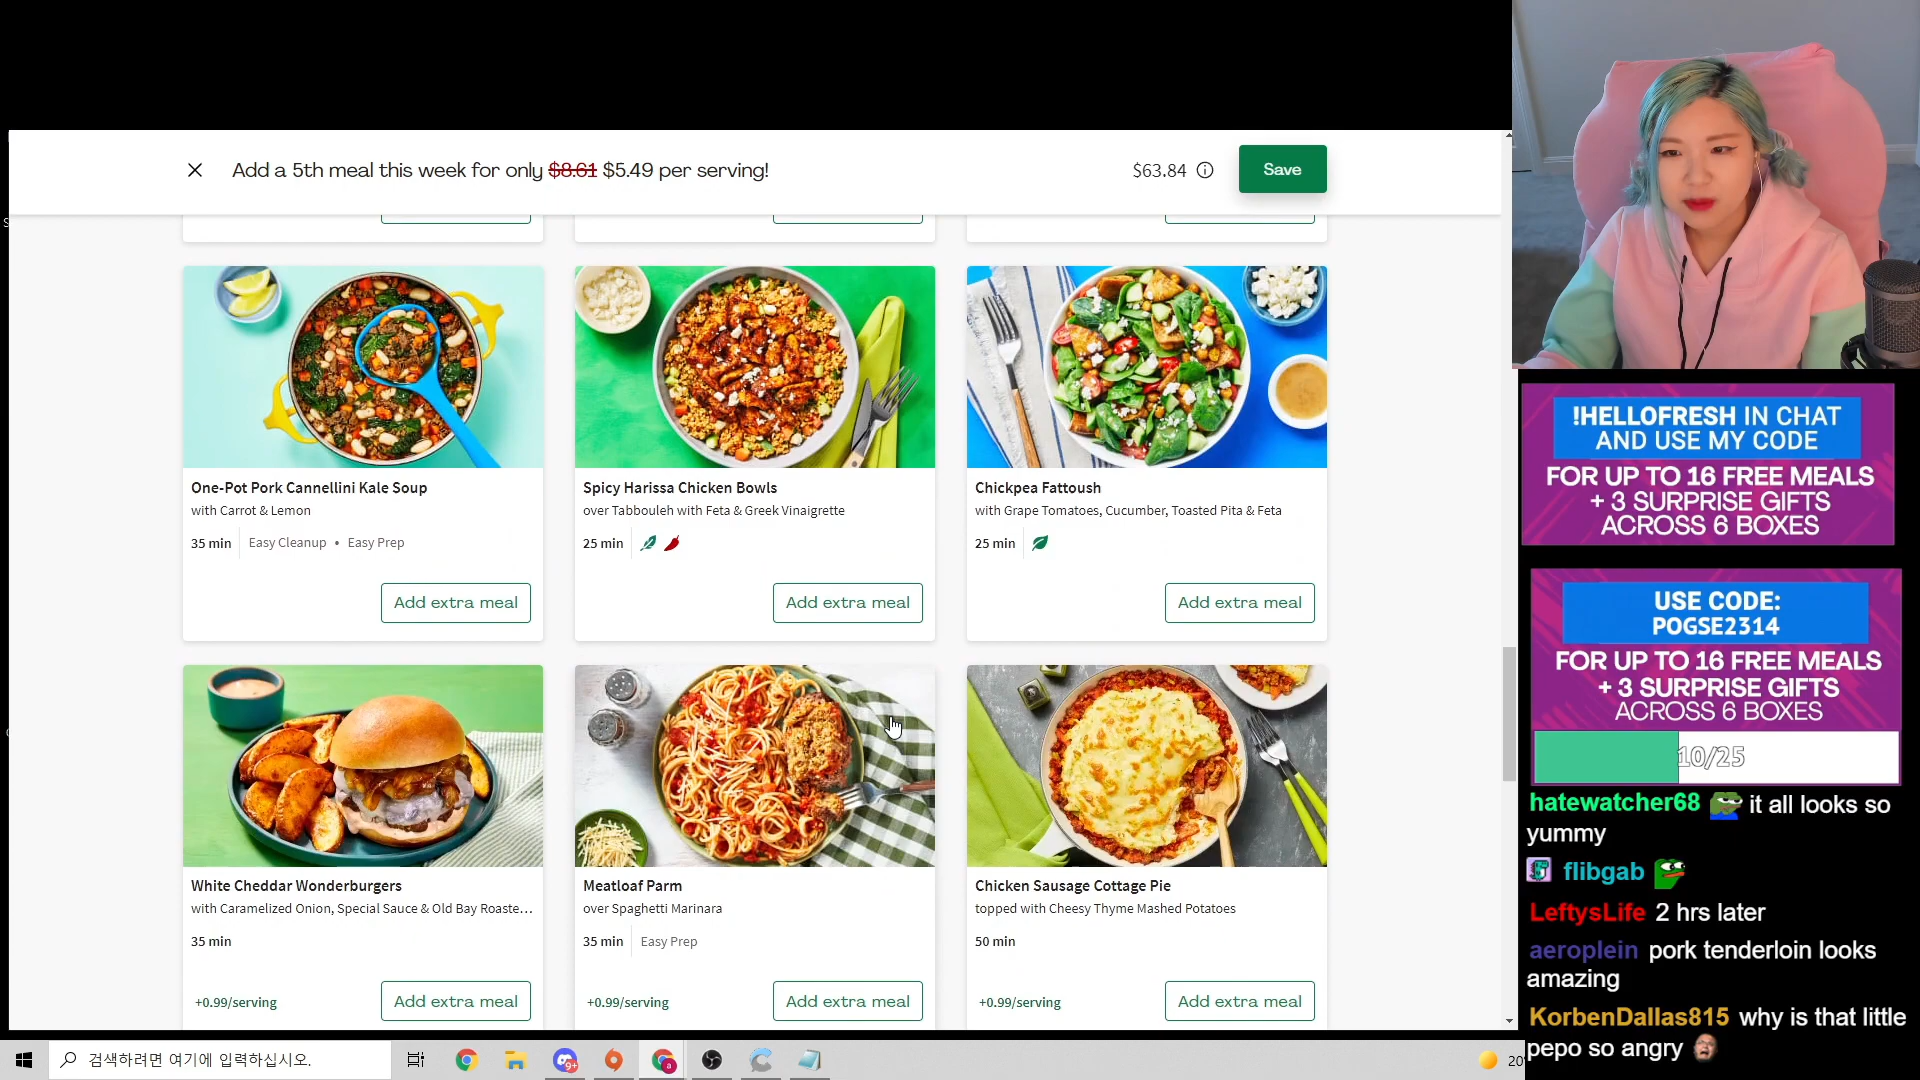 Add a 5th meal this week for only $8.61 $5.49 per serving!
$63.84
Save
One-Pot Pork Cannellini Kale Soup
with Carrot & Lemon
35 min Easy Cleanup • Easy Prep
Add extra meal
Spicy Harissa Chicken Bowls
over Tabbouleh with Feta & Greek Vinaigrette
25 min
Add extra meal
Chickpea Fattoush
with Grape Tomatoes, Cucumber, Toasted Pita & Feta
25 min
Add extra meal
White Cheddar Wonderburgers
with Caramelized Onion, Special Sauce & Old Bay Roaste...
35 min
+0.99/serving Add extra meal
Meatloaf Parm
over Spaghetti Marinara
35 min Easy Prep
+0.99/serving Add extra meal
Chicken Sausage Cottage Pie
topped with Cheesy Thyme Mashed Potatoes
50 min
+0.99/serving Add extra meal
!HELLOFRESH IN CHAT
AND USE MY CODE
FOR UP TO 16 FREE MEALS
+ 3 SURPRISE GIFTS
ACROSS 6 BOXES
USE CODE:
POGSE2314
FOR UP TO 16 FREE MEALS
+ 3 SURPRISE GIFTS
ACROSS 6 BOXES
10/25
hatewatcher68 it all looks so
yummy
flibgab
LeftysLife 2 hrs later
aeroplein pork tenderloin looks
amazing
KorbenDallas815 why is that little
pepo so angry
검색하려면 여기에 입력하십시오.
9+
20